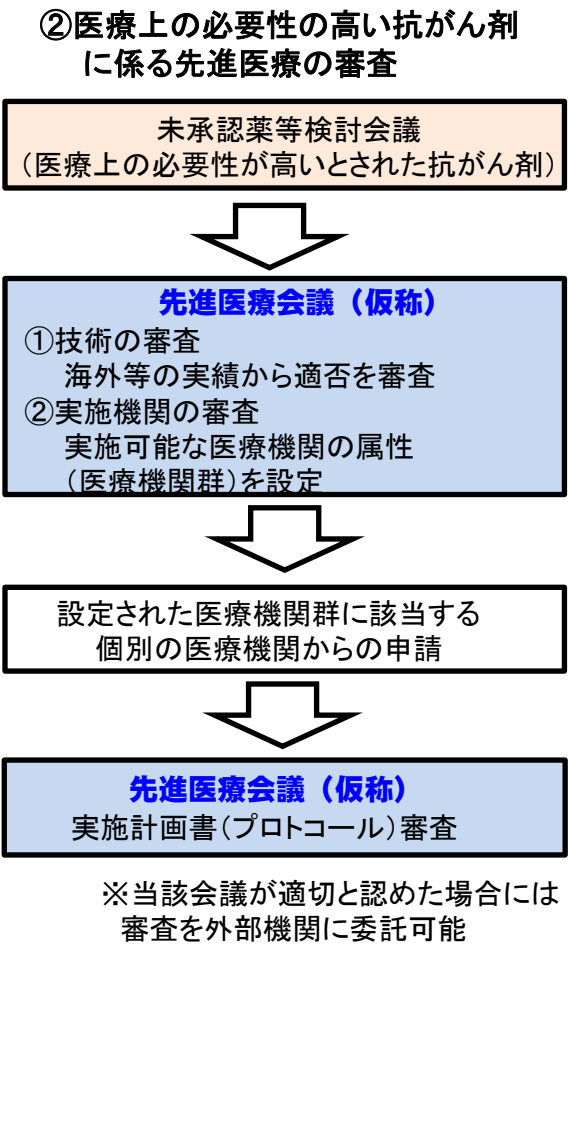 ②医療上の必要性の高い抗がん剤
に係る先進医療の審査
未承認薬等検討会議
（医療上の必要性が高いとされた抗がん剤）
先進医療会議（仮称）
①技術の審査
海外等の実績から適否を審査
②実施機関の審査
実施可能な医療機関の属性
（医療機関群）を設定
設定された医療機関群に該当する
個別の医療機関からの申請
先進医療会議（仮称）
実施計画書（プロトコール）審査
※当該会議が適切と認めた場合には
審査を外部機関に委託可能